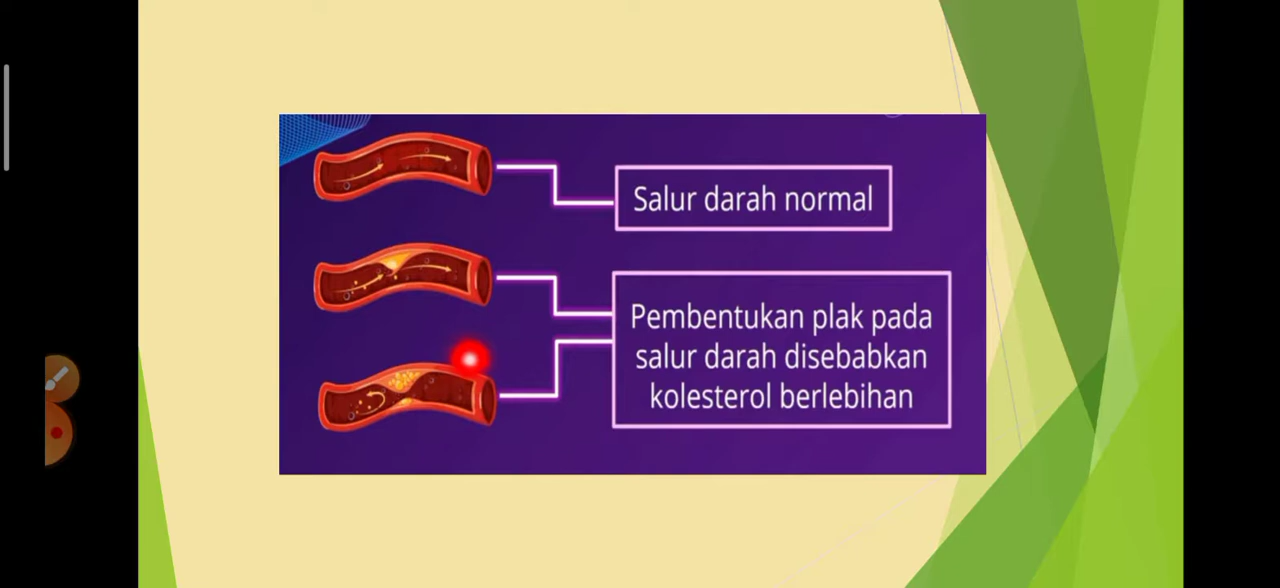 Salur darah normal
Pembentukan plak pada
salur darah disebabkan
kolesterol berlebihan